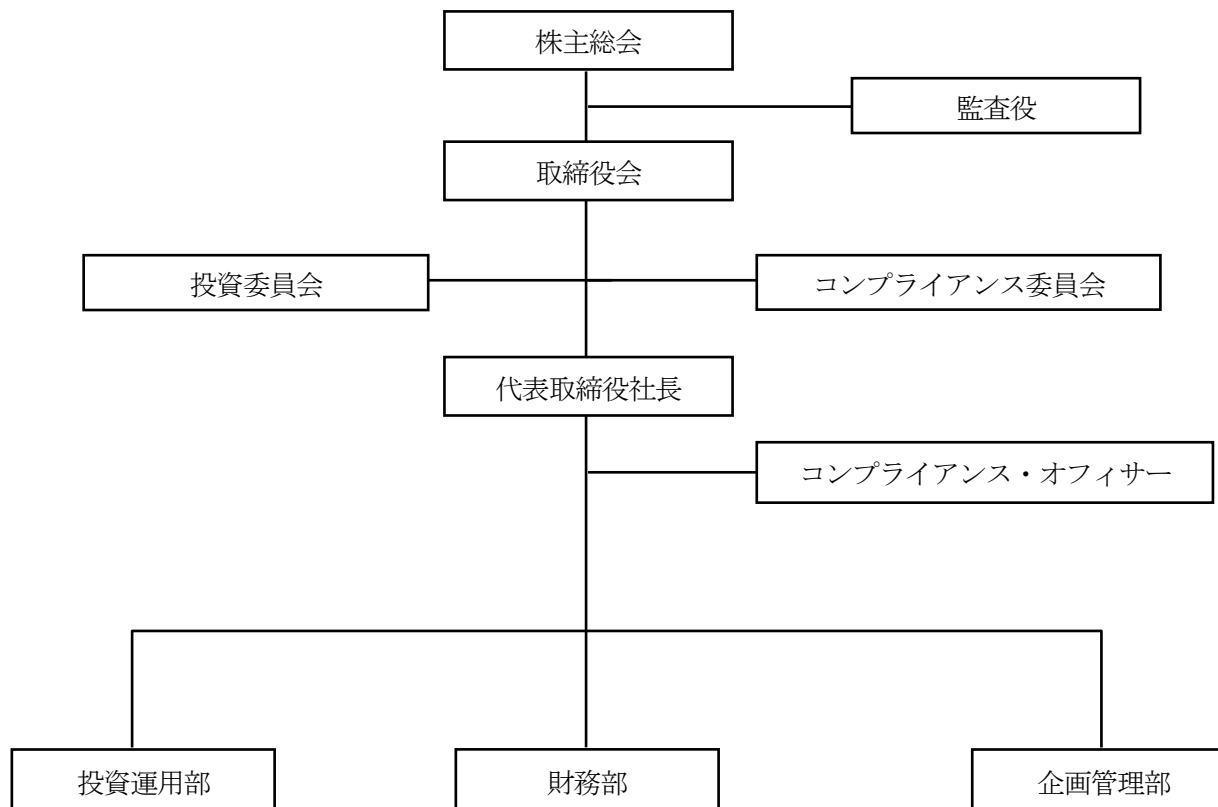 株主総会
監査役
取締役会
投資委員会
コンプライアンス委員会
代表取締役社長
コンプライアンス・オフィサー
投資運用部
財務部
企画管理部